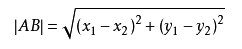 |AB| = √((x₁ − x₂)² + (y₁ − y₂)²)